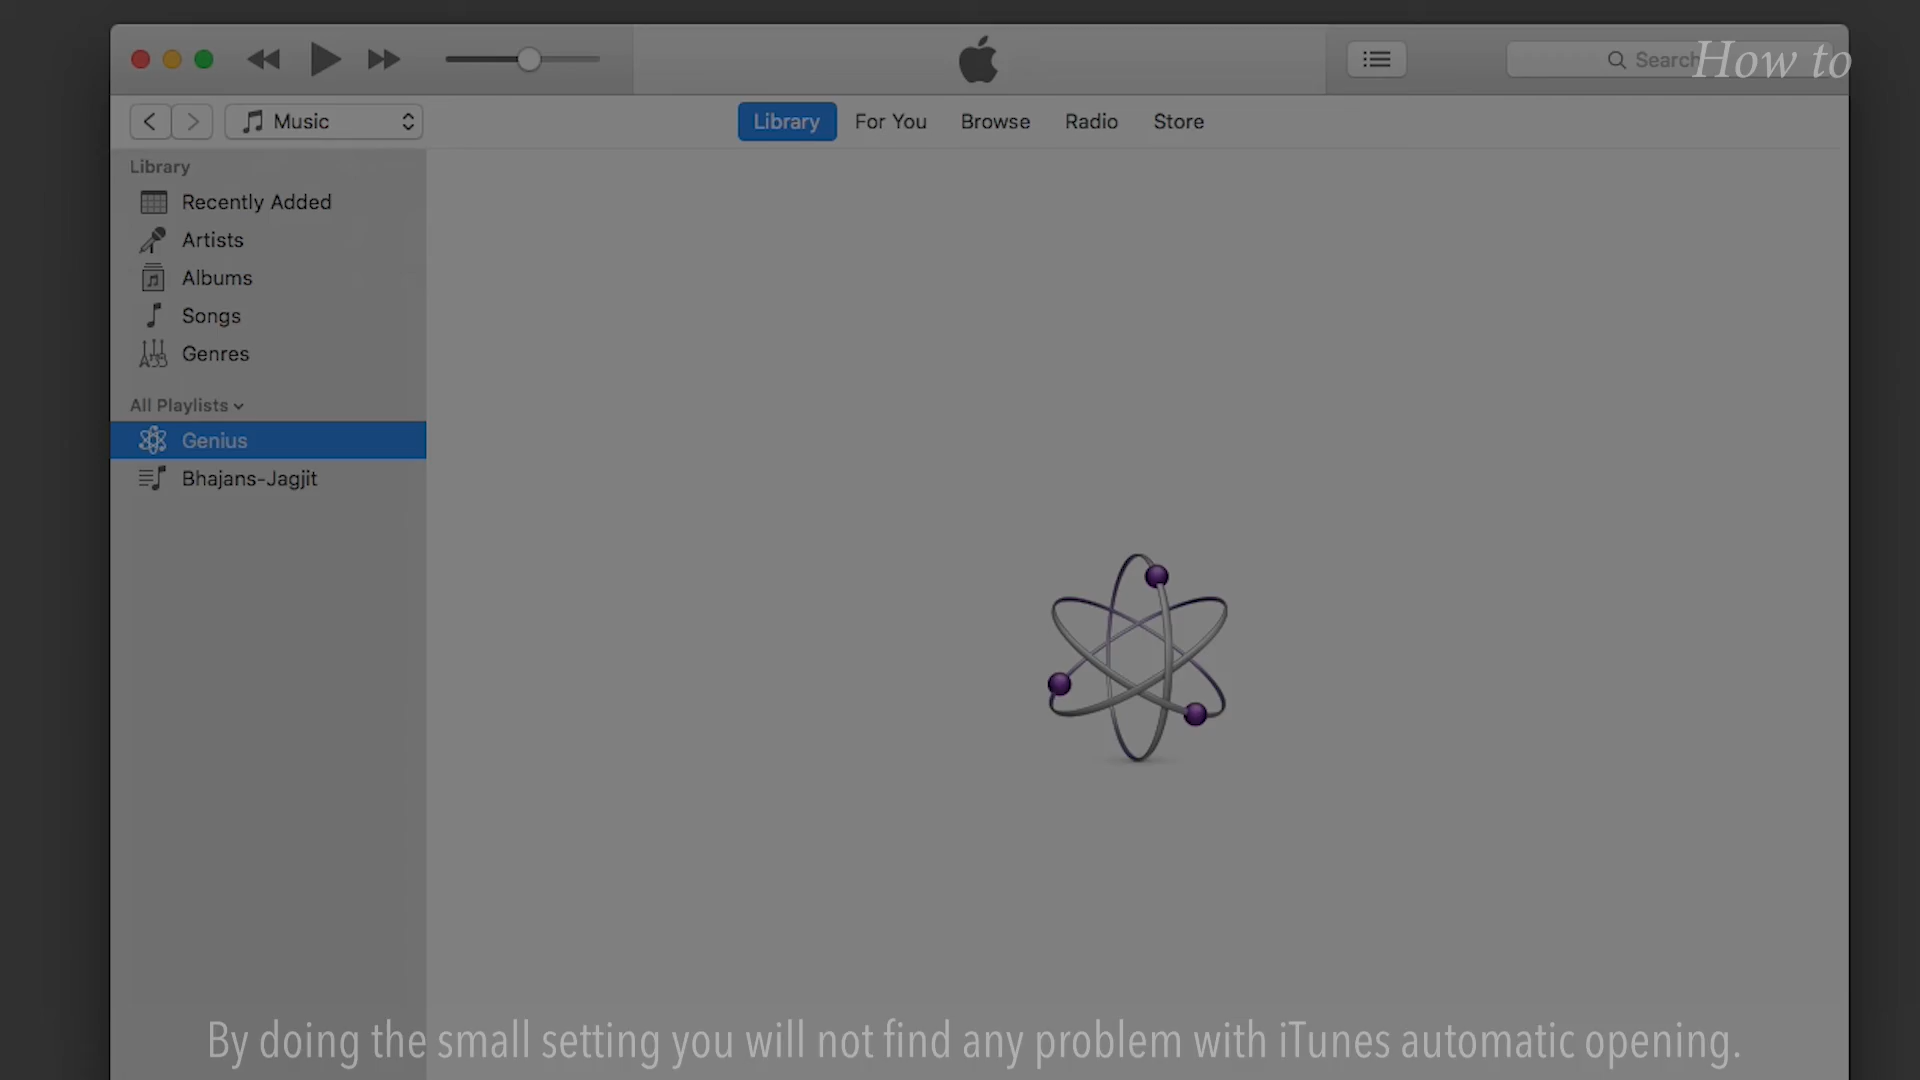 Search
How to
Music
Library
For You
Browse
Radio
Store
Library
Recently Added
Artists
Albums
Songs
Genres
All Playlists
Genius
Bhajans-Jagjit
By doing the small setting you will not find any problem with iTunes automatic opening.